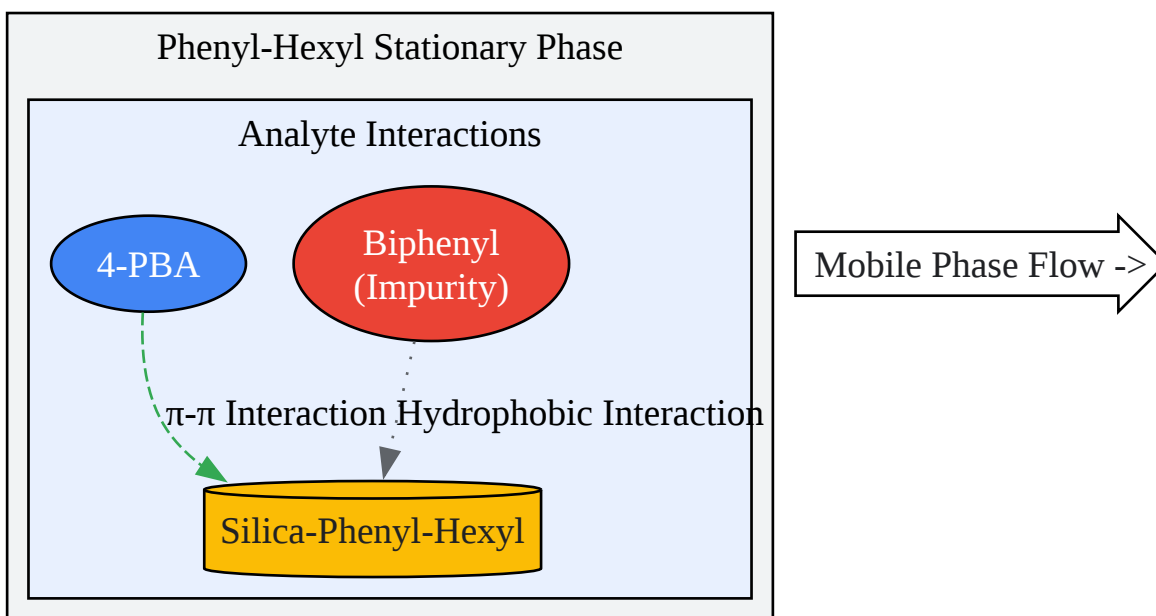 Phenyl-Hexyl Stationary Phase
Analyte Interactions
4-PBA
Biphenyl
(Impurity)
Mobile Phase Flow ->
π-π Interaction
Hydrophobic Interaction
Silica-Phenyl-Hexyl